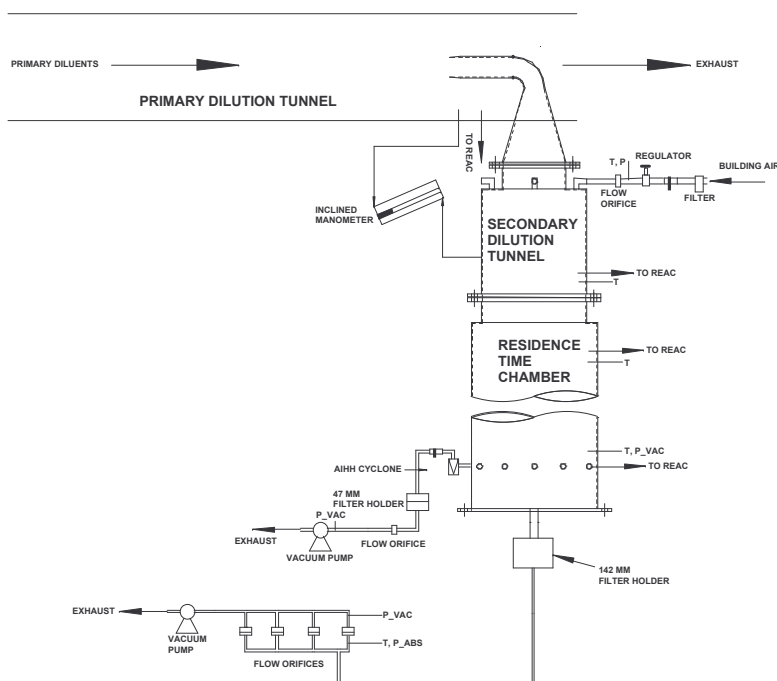 PRIMARY DILUENTS
EXHAUST
PRIMARY DILUTION TUNNEL
TO REAC
T, P
REGULATOR
BUILDING AIR
FLOW
ORIFICE
FILTER
INCLINED
MANOMETER
SECONDARY
DILUTION
TUNNEL
TO REAC
T
RESIDENCE
TIME
CHAMBER
TO REAC
T
T, P_VAC
AIHH CYCLONE
TO REAC
47 MM
FILTER HOLDER
P_VAC
EXHAUST
FLOW ORIFICE
VACUUM PUMP
142 MM
FILTER HOLDER
EXHAUST
P_VAC
VACUUM
PUMP
T, P_ABS
FLOW ORIFICES